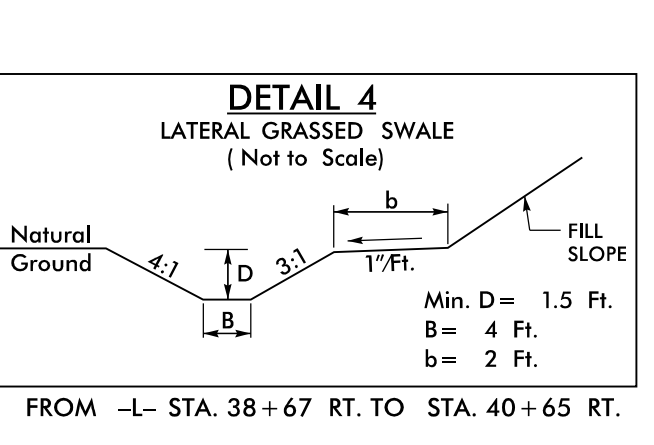 DETAIL 4
LATERAL GRASSED SWALE
( Not to Scale)
b
Natural
Ground
4:1
D
3:1
1"/Ft.
FILL
SLOPE
B
Min. D = 1.5 Ft.
B = 4 Ft.
b = 2 Ft.
FROM –L– STA. 38+67 RT. TO STA. 40+65 RT.